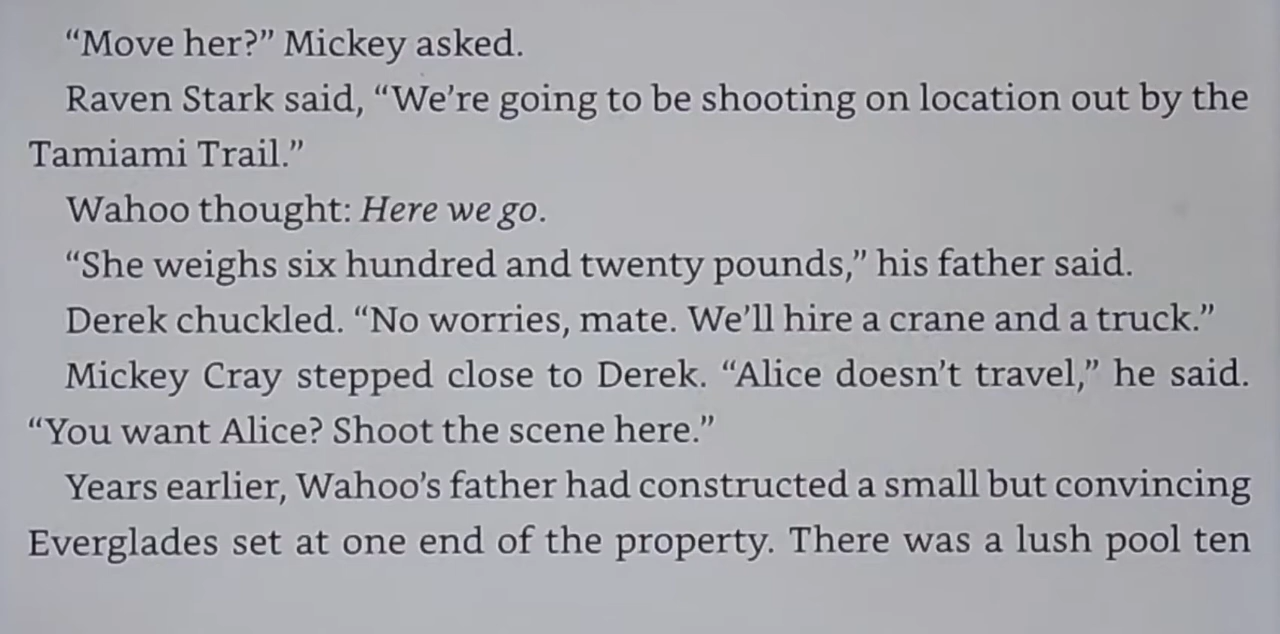 “Move her?” Mickey asked.
Raven Stark said, “We’re going to be shooting on location out by the
Tamiami Trail.”
Wahoo thought: Here we go.
“She weighs six hundred and twenty pounds,” his father said.
Derek chuckled. “No worries, mate. We’ll hire a crane and a truck.”
Mickey Cray stepped close to Derek. “Alice doesn’t travel,” he said.
“You want Alice? Shoot the scene here.”
Years earlier, Wahoo’s father had constructed a small but convincing
Everglades set at one end of the property. There was a lush pool ten